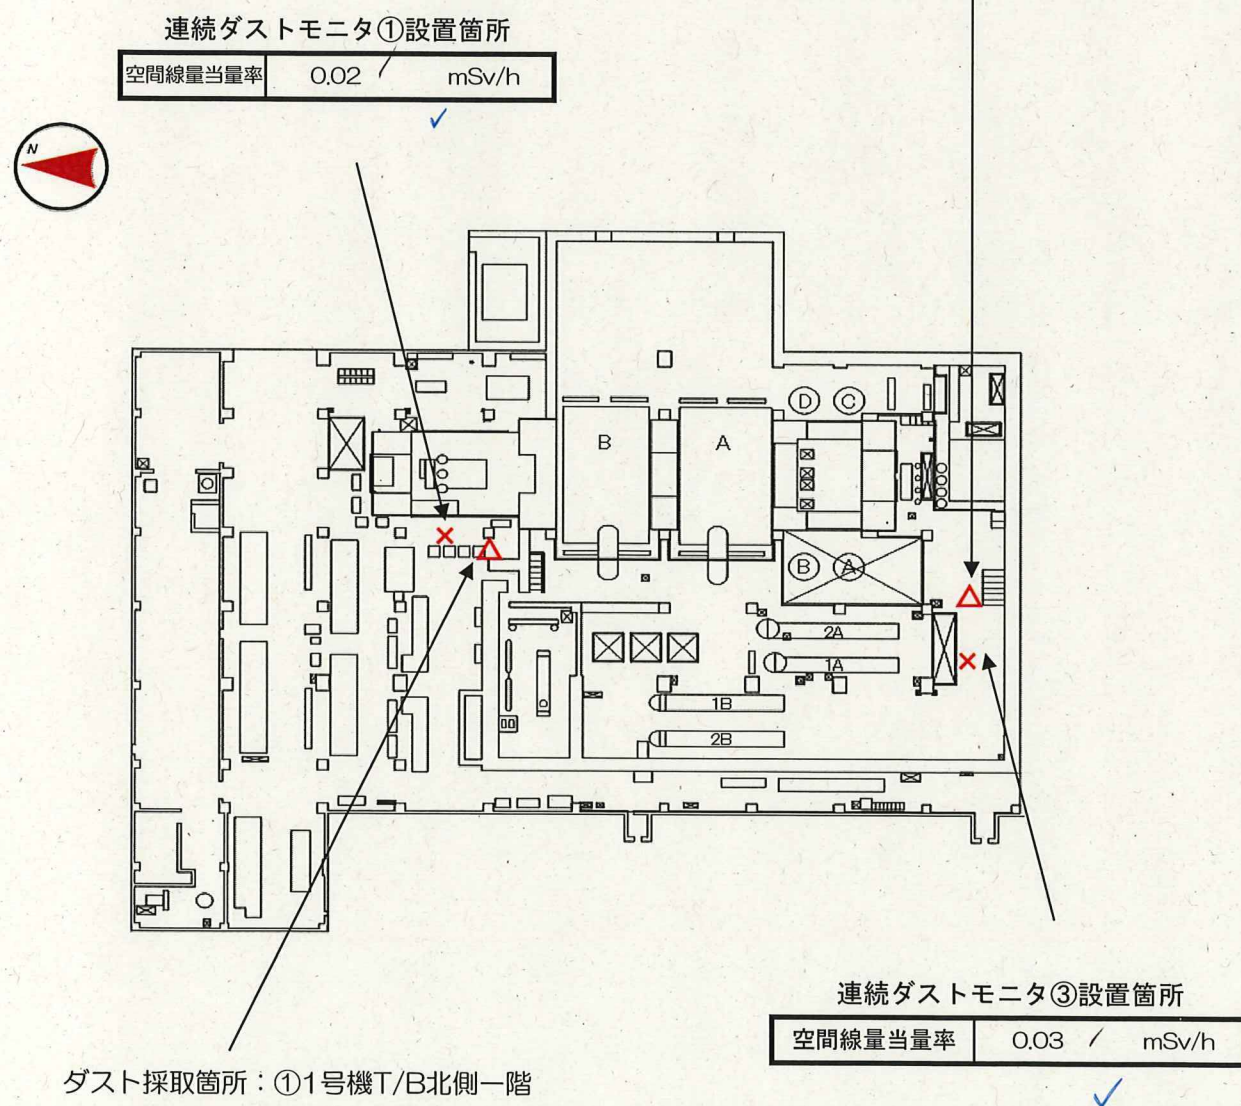 連続ダストモニタ①設置箇所
空間線量当量率 0.02 mSv/h
N
D C
B A
B A
2A
1A
1B
2B
連続ダストモニタ③設置箇所
空間線量当量率 0.03 mSv/h
ダスト採取箇所：①1号機T/B北側一階